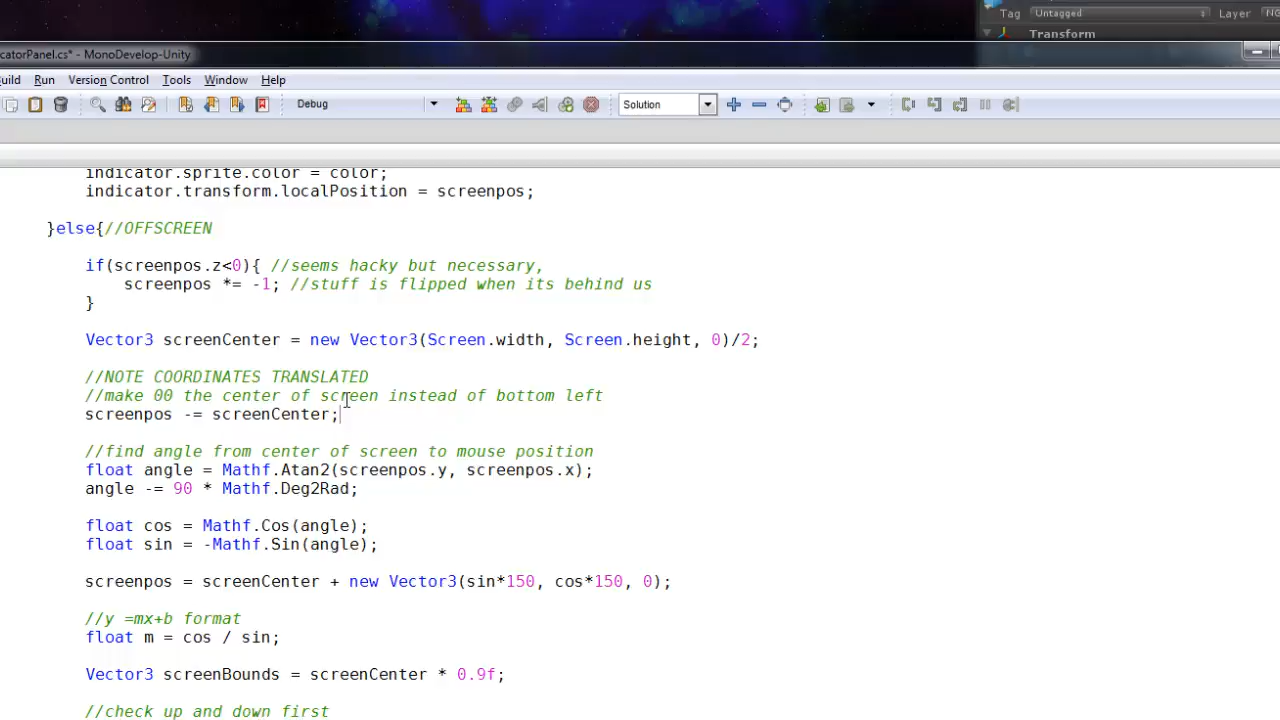 Tag Untagged Layer
Transform
catorPanel.cs* - MonoDevelop-Unity
uild Run Version Control Tools Window Help
Debug Solution
indicator.sprite.color = color;
indicator.transform.localPosition = screenpos;
}else{//OFFSCREEN
if(screenpos.z<0){ //seems hacky but necessary,
screenpos *= -1; //stuff is flipped when its behind us
}
Vector3 screenCenter = new Vector3(Screen.width, Screen.height, 0)/2;
//NOTE COORDINATES TRANSLATED
//make 00 the center of screen instead of bottom left
screenpos -= screenCenter;
//find angle from center of screen to mouse position
float angle = Mathf.Atan2(screenpos.y, screenpos.x);
angle -= 90 * Mathf.Deg2Rad;
float cos = Mathf.Cos(angle);
float sin = -Mathf.Sin(angle);
screenpos = screenCenter + new Vector3(sin*150, cos*150, 0);
//y =mx+b format
float m = cos / sin;
Vector3 screenBounds = screenCenter * 0.9f;
//check up and down first